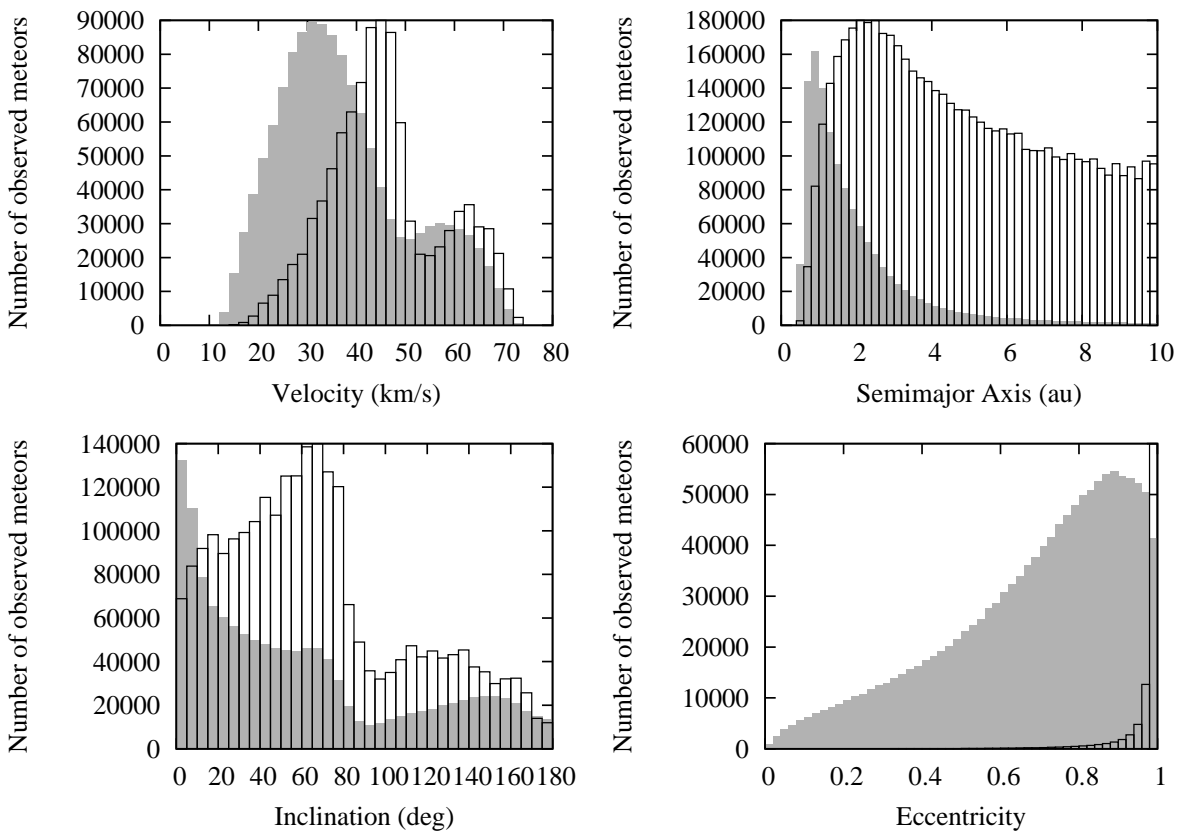 Number of observed meteors
90000
80000
70000
60000
50000
40000
30000
20000
10000
0
0 10 20 30 40 50 60 70 80
Velocity (km/s)
Number of observed meteors
180000
160000
140000
120000
100000
80000
60000
40000
20000
0
0 2 4 6 8 10
Semimajor Axis (au)
Number of observed meteors
140000
120000
100000
80000
60000
40000
20000
0
0 20 40 60 80 100 120 140 160 180
Inclination (deg)
Number of observed meteors
60000
50000
40000
30000
20000
10000
0
0 0.2 0.4 0.6 0.8 1
Eccentricity